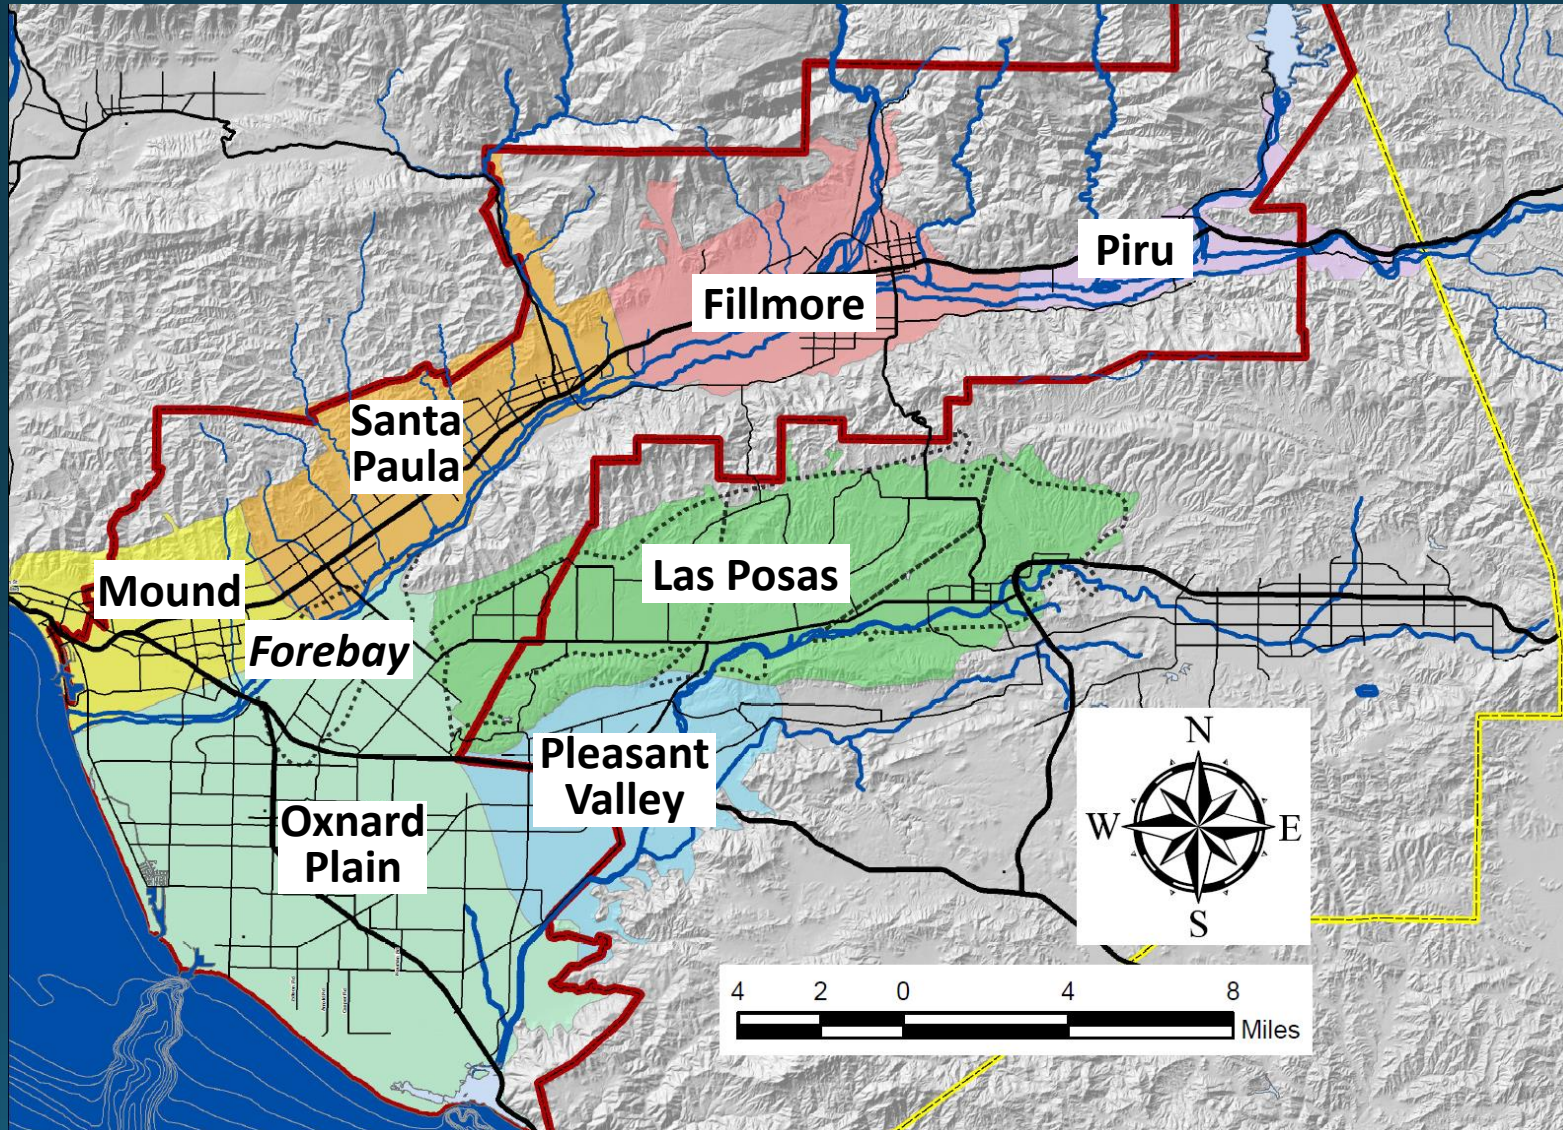 Piru
Fillmore
Santa
Paula
Las Posas
Mound
Forebay
Pleasant
Valley
Oxnard
Plain
N
W
E
S
4 2 0 4 8
Miles